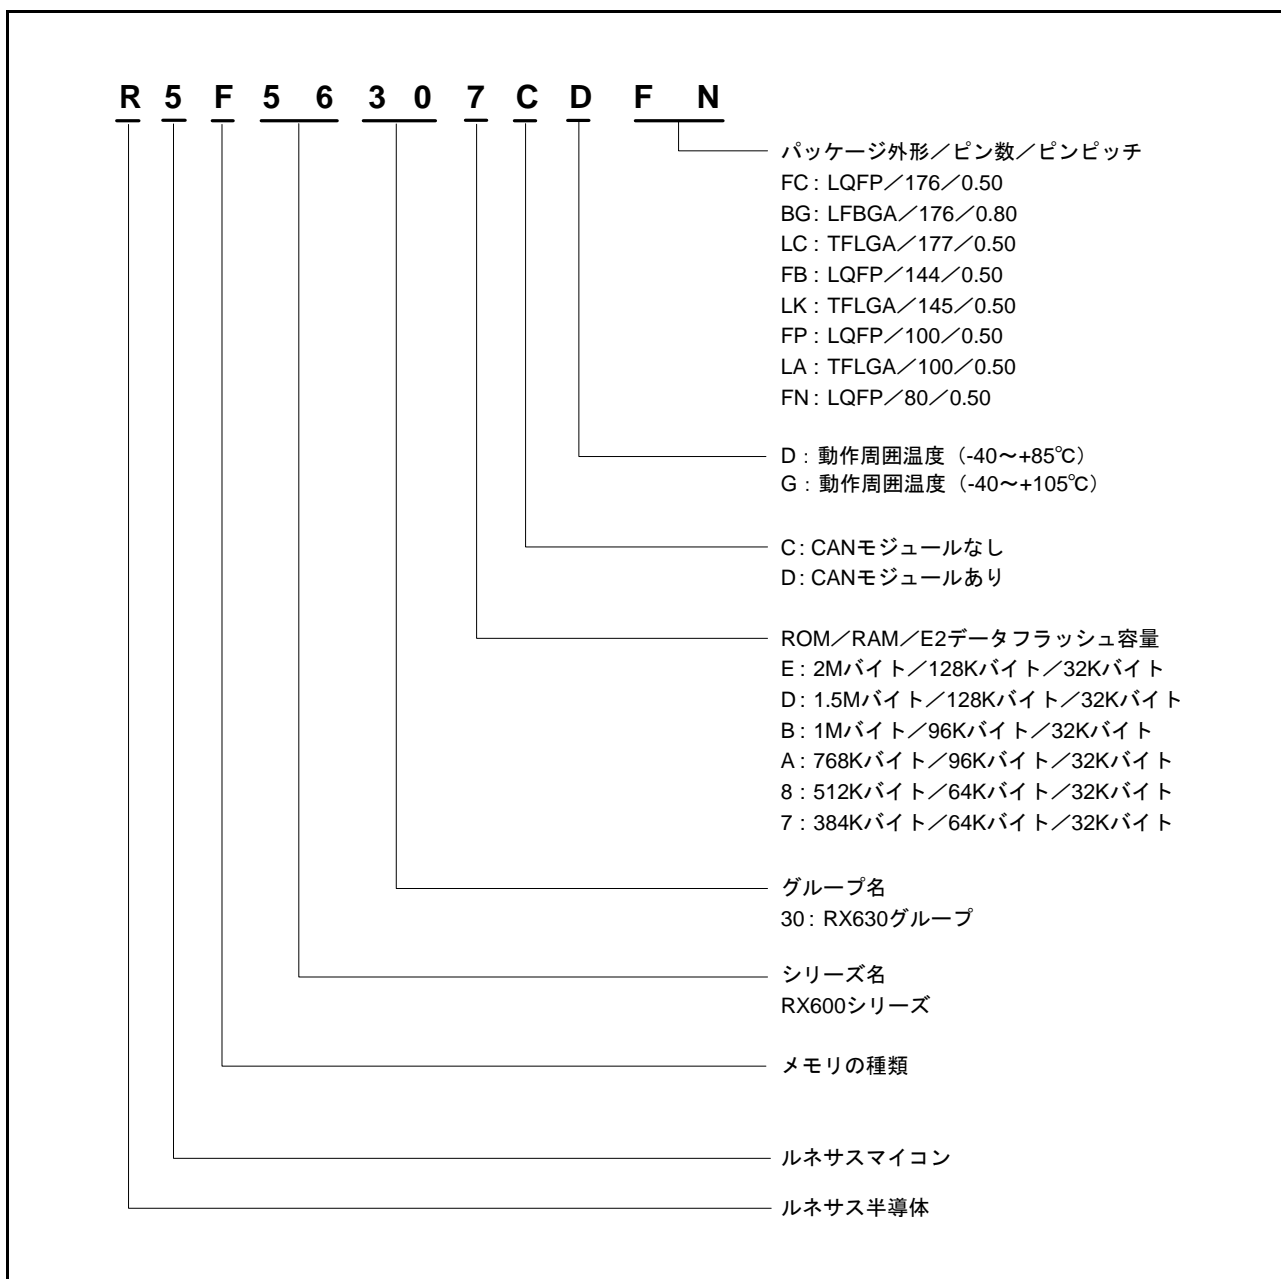 R 5 F 5 6 3 0 7 C D F N
パッケージ外形／ピン数／ピンピッチ
FC : LQFP／176／0.50
BG : LFBGA／176／0.80
LC : TFLGA／177／0.50
FB : LQFP／144／0.50
LK : TFLGA／145／0.50
FP : LQFP／100／0.50
LA : TFLGA／100／0.50
FN : LQFP／80／0.50
D : 動作周囲温度（-40～+85℃）
G : 動作周囲温度（-40～+105℃）
C : CANモジュールなし
D : CANモジュールあり
ROM／RAM／E2データフラッシュ容量
E : 2Mバイト／128Kバイト／32Kバイト
D : 1.5Mバイト／128Kバイト／32Kバイト
B : 1Mバイト／96Kバイト／32Kバイト
A : 768Kバイト／96Kバイト／32Kバイト
8 : 512Kバイト／64Kバイト／32Kバイト
7 : 384Kバイト／64Kバイト／32Kバイト
グループ名
30 : RX630グループ
シリーズ名
RX600シリーズ
メモリの種類
ルネサスマイコン
ルネサス半導体